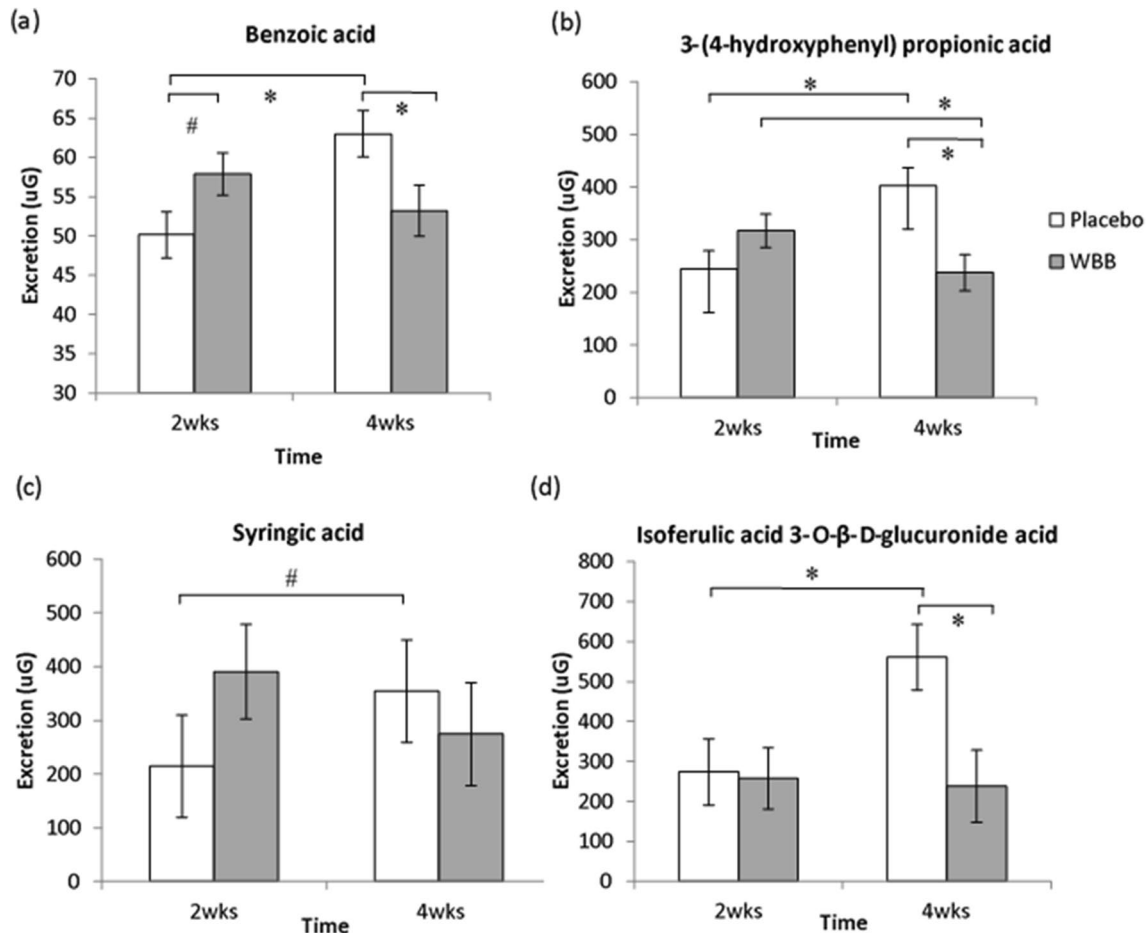 (a)
Benzoic acid
70
65
60
55
50
45
40
35
30
Excretion (uG)
*
*
#
2wks
4wks
Time
(b)
3-(4-hydroxyphenyl) propionic acid
600
500
400
300
200
100
0
Excretion (uG)
*
*
*
2wks
4wks
Time
Placebo
WBB
(c)
Syringic acid
600
500
400
300
200
100
0
Excretion (uG)
#
2wks
4wks
Time
(d)
Isoferulic acid 3-O-β-D-glucuronide acid
800
700
600
500
400
300
200
100
0
Excretion (uG)
*
*
2wks
4wks
Time